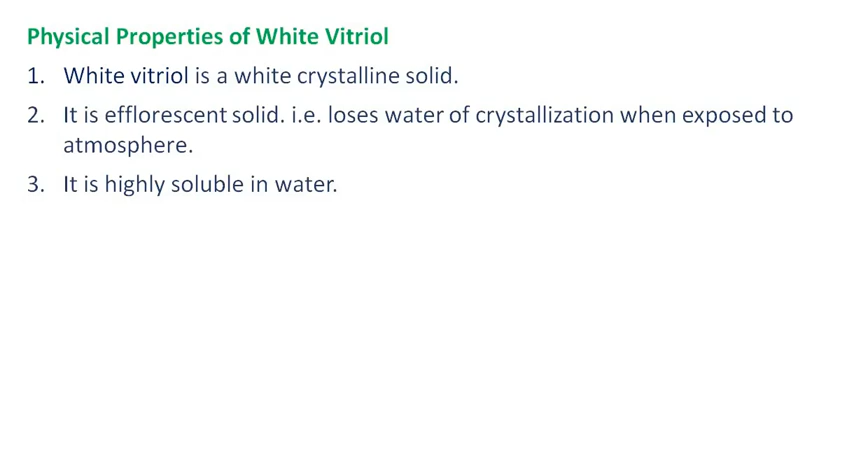 Physical Properties of White Vitriol
1. White vitriol is a white crystalline solid.
2. It is efflorescent solid. i.e. loses water of crystallization when exposed to
atmosphere.
3. It is highly soluble in water.